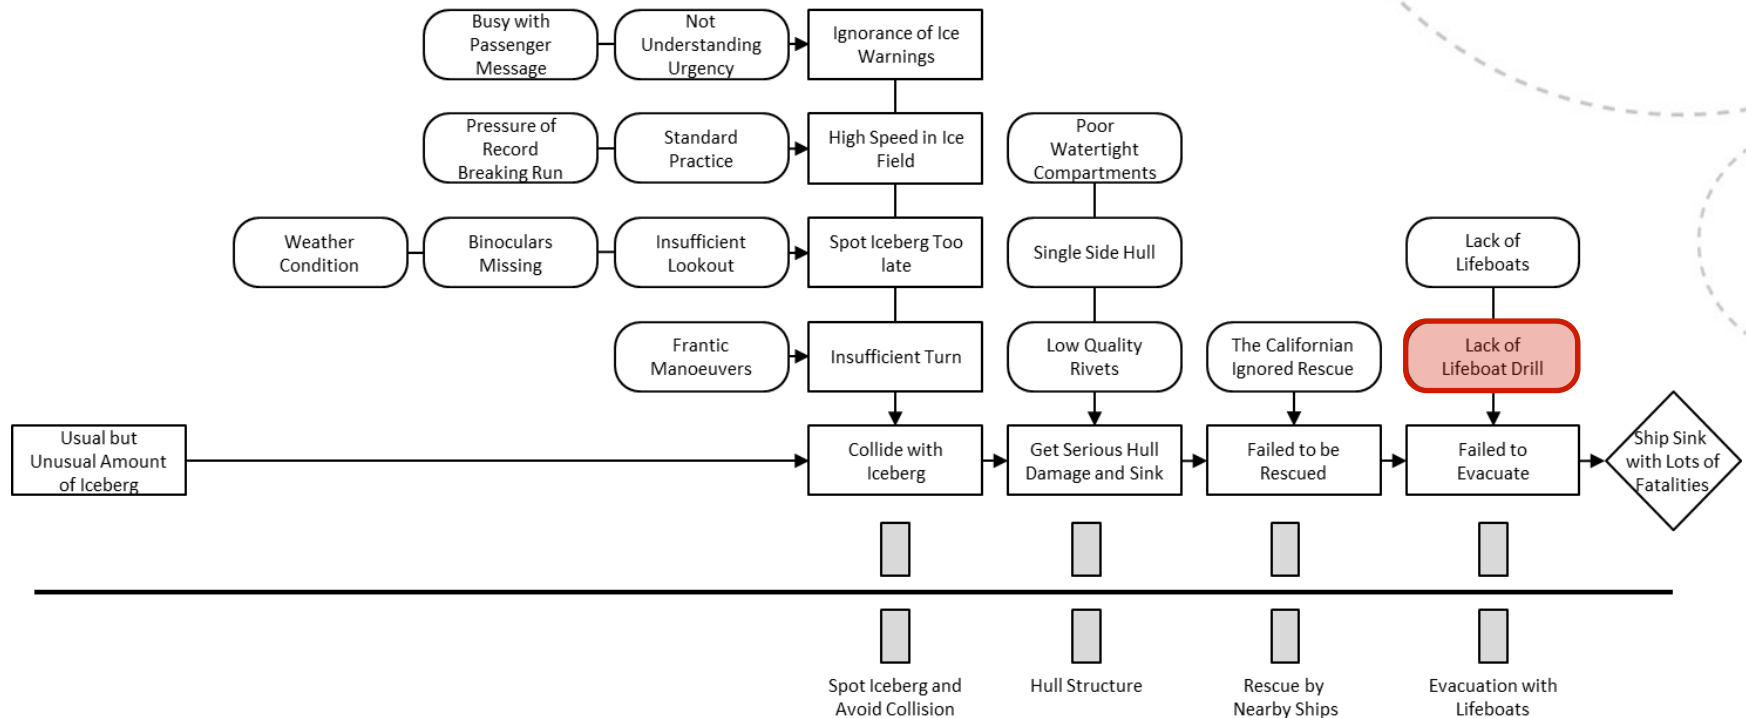 Busy with
Passenger
Message
Not
Understanding
Urgency
Ignorance of Ice
Warnings
Pressure of
Record
Breaking Run
Standard
Practice
High Speed in Ice
Field
Poor
Watertight
Compartments
Weather
Condition
Binoculars
Missing
Insufficient
Lookout
Spot Iceberg Too
late
Single Side Hull
Lack of
Lifeboats
Frantic
Manoeuvers
Insufficient Turn
Low Quality
Rivets
The Californian
Ignored Rescue
Lack of
Lifeboat Drill
Usual but
Unusual Amount
of Iceberg
Collide with
Iceberg
Get Serious Hull
Damage and Sink
Failed to be
Rescued
Failed to
Evacuate
Ship Sink
with Lots of
Fatalities
Spot Iceberg and
Avoid Collision
Hull Structure
Rescue by
Nearby Ships
Evacuation with
Lifeboats